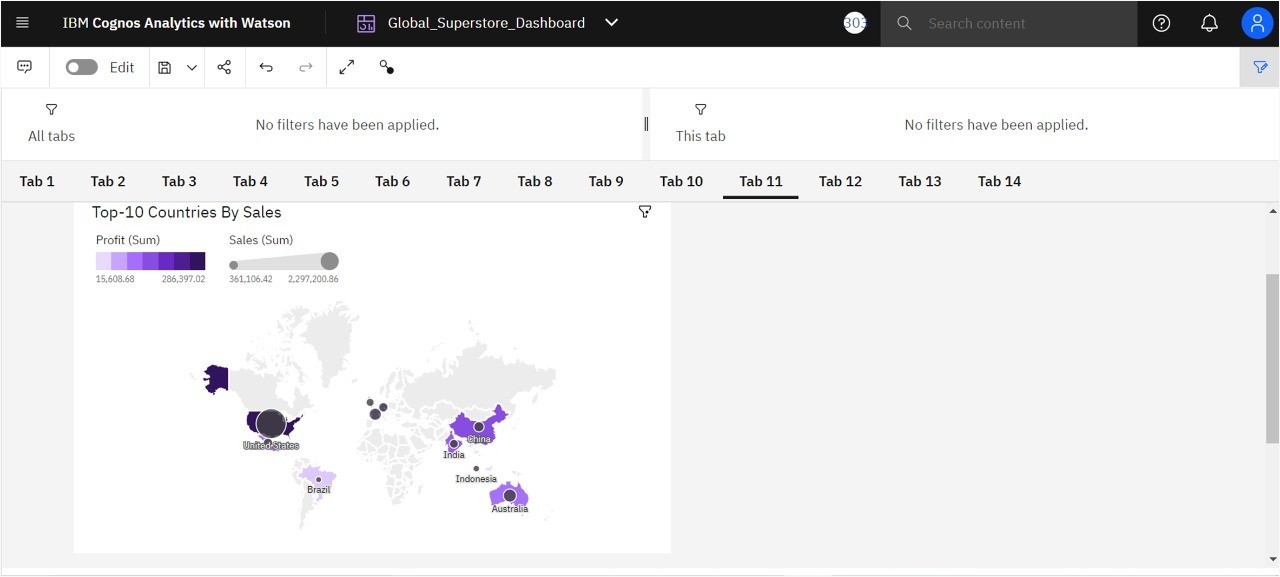 IBM Cognos Analytics with Watson
Global_Superstore_Dashboard
303
Search content
Edit
All tabs
No filters have been applied.
This tab
No filters have been applied.
Tab 1 Tab 2 Tab 3 Tab 4 Tab 5 Tab 6 Tab 7 Tab 8 Tab 9 Tab 10 Tab 11 Tab 12 Tab 13 Tab 14
Top-10 Countries By Sales
Profit (Sum) Sales (Sum)
15,608.68 286,397.02 361,106.42 2,297,200.86
United States
China
India
Indonesia
Brazil
Australia